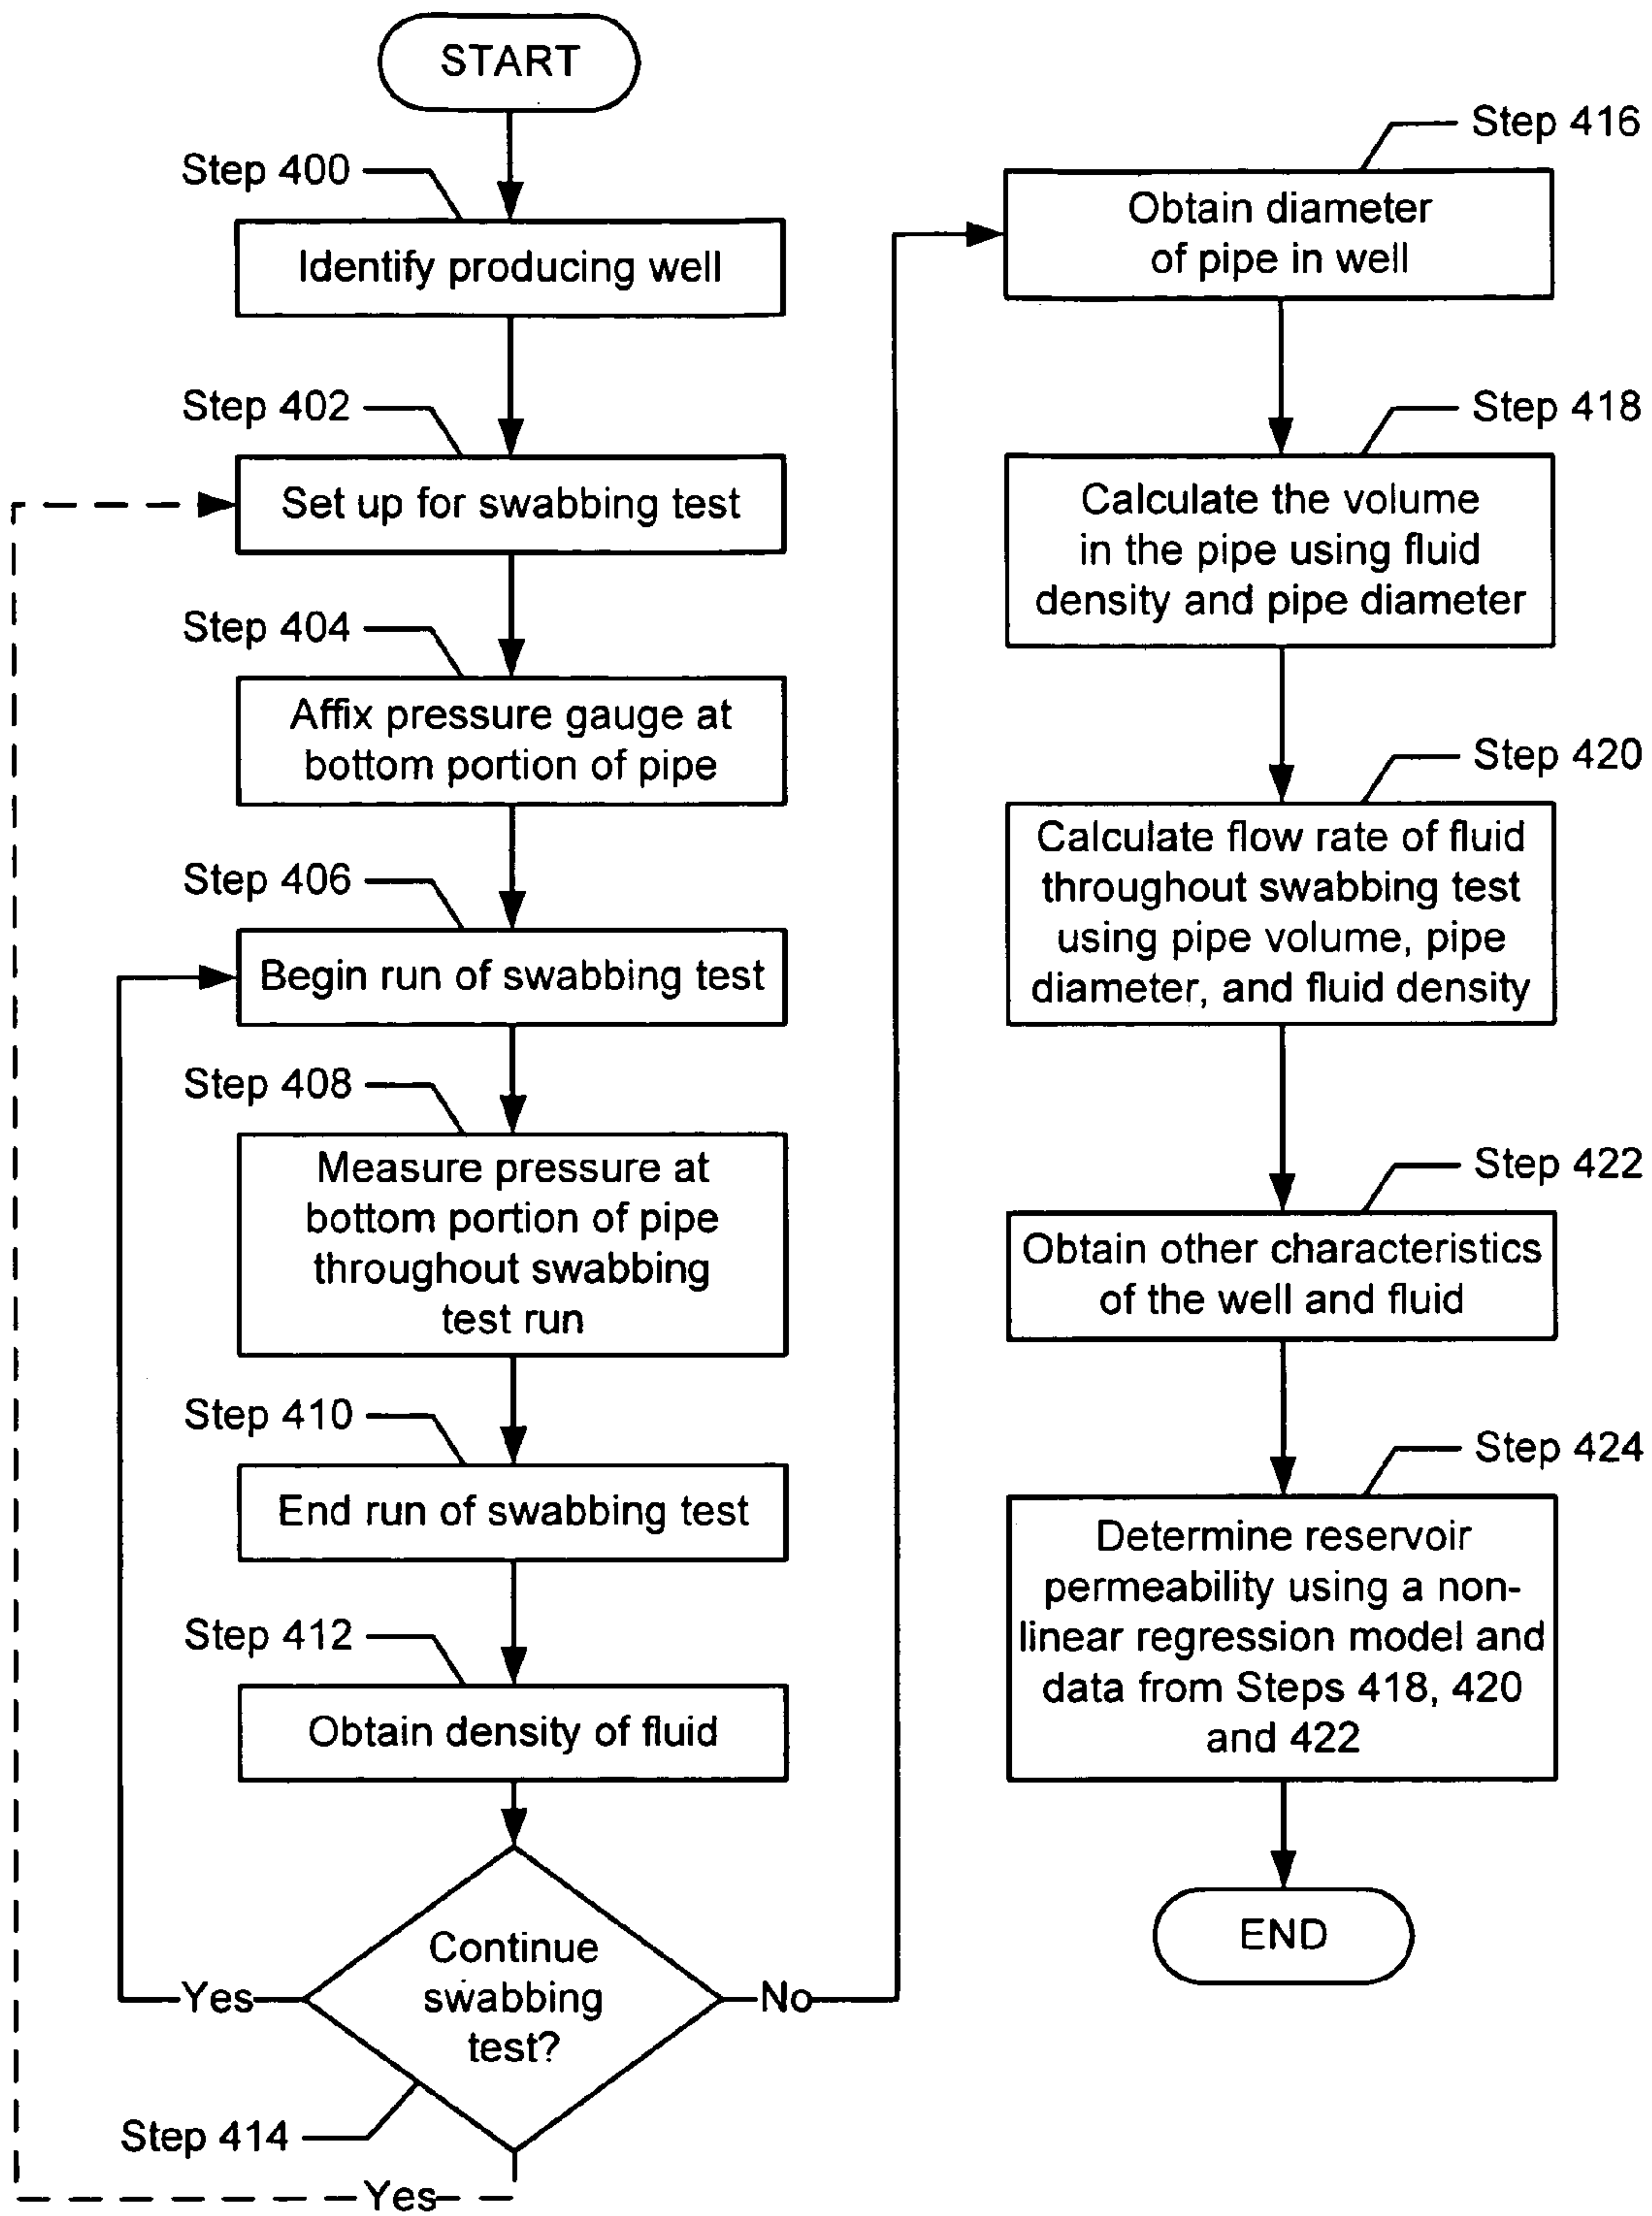 START
Step 400
Identify producing well
Step 402
Set up for swabbing test
Step 404
Affix pressure gauge at
bottom portion of pipe
Step 406
Begin run of swabbing test
Step 408
Measure pressure at
bottom portion of pipe
throughout swabbing
test run
Step 410
End run of swabbing test
Step 412
Obtain density of fluid
Continue
swabbing
test?
Yes
No
Step 414
Yes
Step 416
Obtain diameter
of pipe in well
Step 418
Calculate the volume
in the pipe using fluid
density and pipe diameter
Step 420
Calculate flow rate of fluid
throughout swabbing test
using pipe volume, pipe
diameter, and fluid density
Step 422
Obtain other characteristics
of the well and fluid
Step 424
Determine reservoir
permeability using a non-
linear regression model and
data from Steps 418, 420
and 422
END